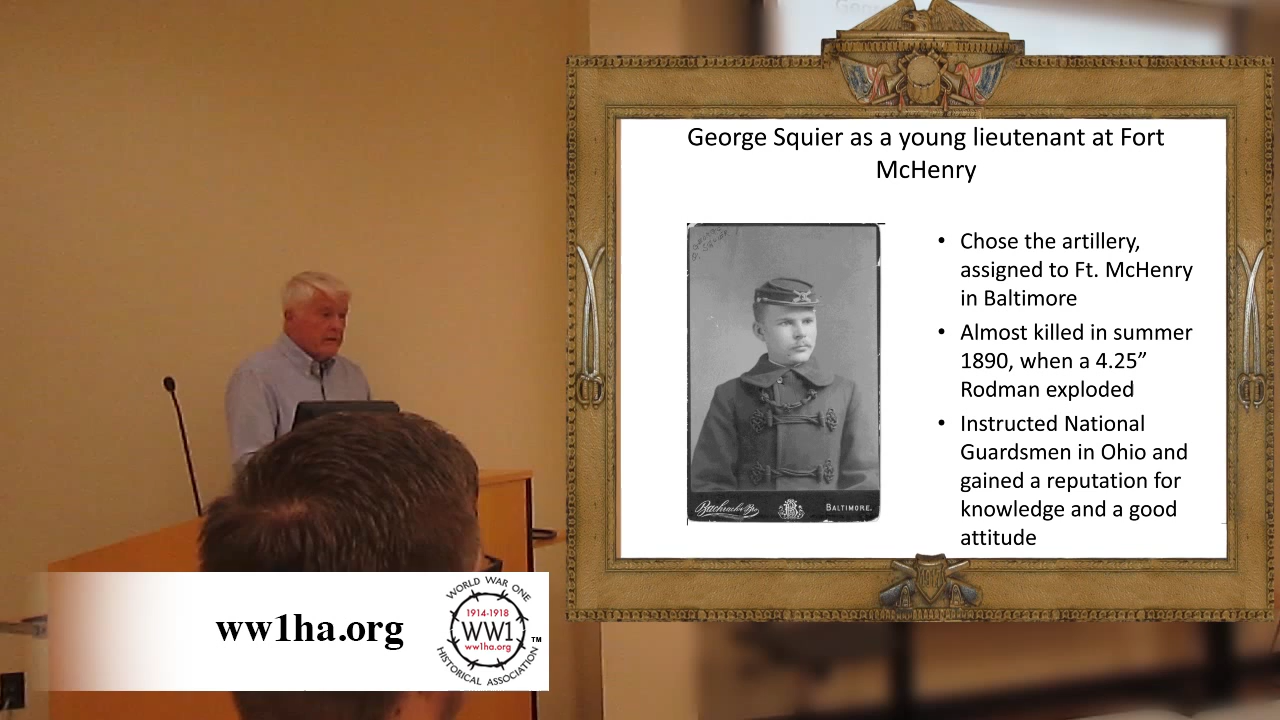 George Squier as a young lieutenant at Fort
McHenry
• Chose the artillery,
assigned to Ft. McHenry
in Baltimore
• Almost killed in summer
1890, when a 4.25”
Rodman exploded
• Instructed National
Guardsmen in Ohio and
gained a reputation for
knowledge and a good
attitude
BALTIMORE.
ww1ha.org
WORLD WAR ONE
1914-1918
WW1
ww1ha.org
HISTORICAL ASSOCIATION
TM